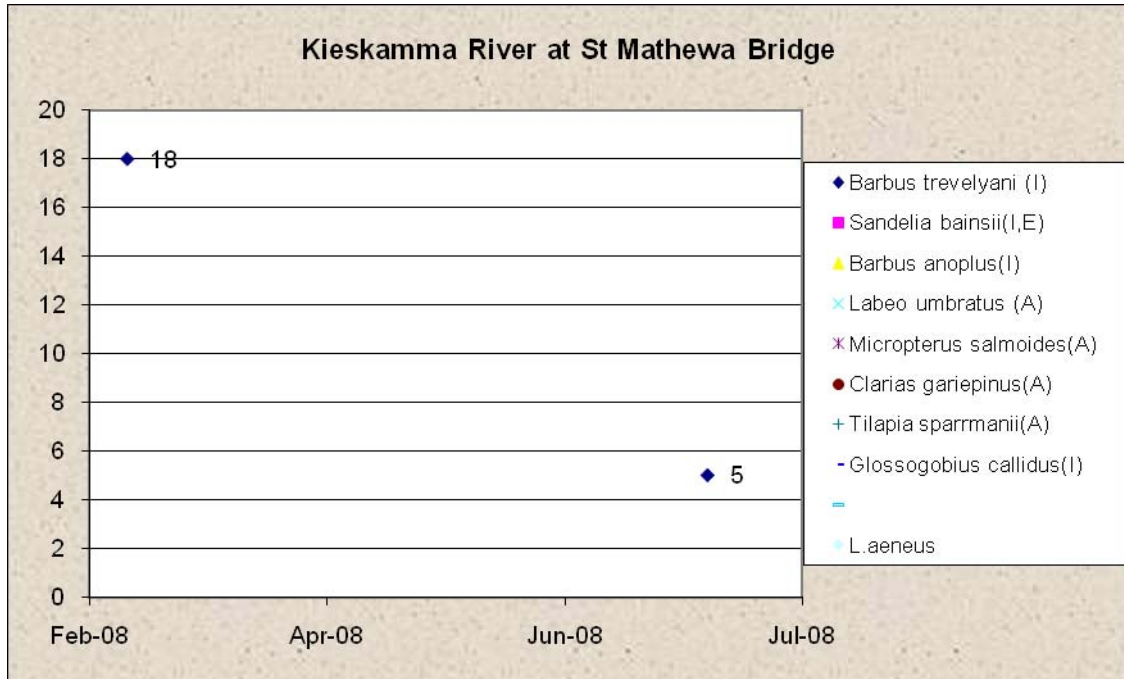 Kieskamma River at St Mathewa Bridge
20
18
16
14
12
10
8
6
4
2
0
18
5
Feb-08
Apr-08
Jun-08
Jul-08
Barbus trevelyani (I)
Sandelia bainsii(I,E)
Barbus anoplus(I)
Labeo umbratus (A)
Micropterus salmoides(A)
Clarias gariepinus(A)
Tilapia sparrmanii(A)
Glossogobius callidus(I)
L.aeneus